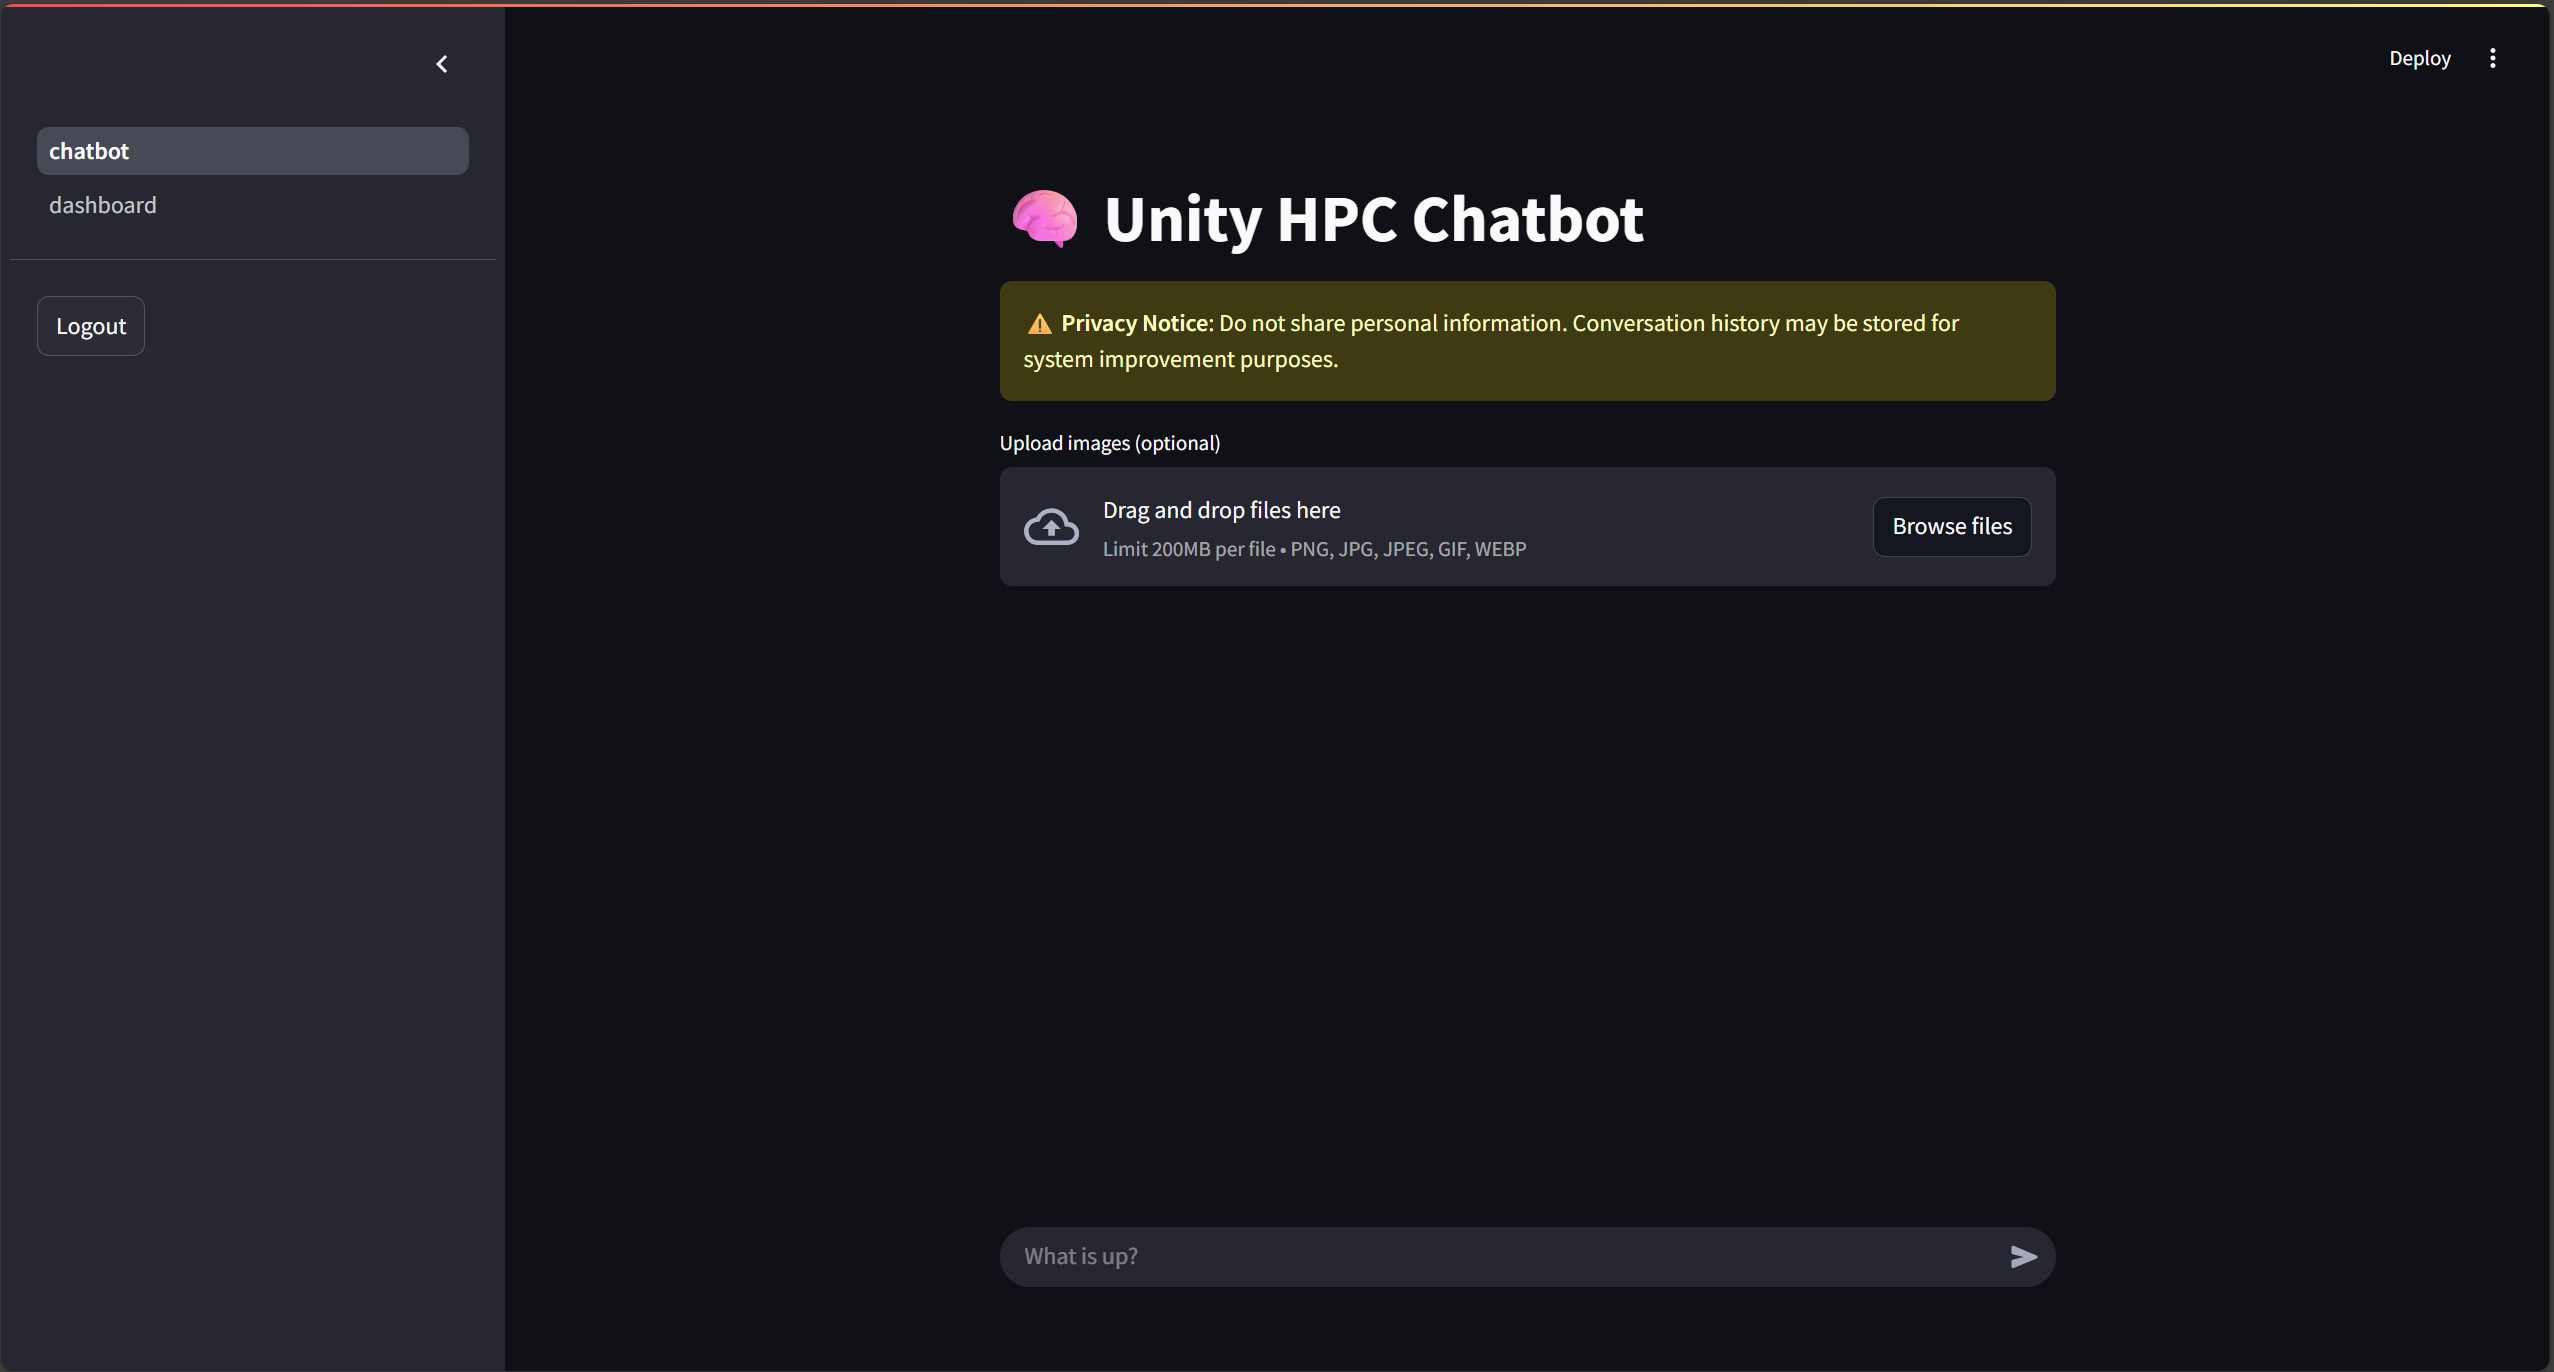 Deploy
chatbot
dashboard
Logout
Unity HPC Chatbot
Privacy Notice: Do not share personal information. Conversation history may be stored for
system improvement purposes.
Upload images (optional)
Drag and drop files here
Limit 200MB per file • PNG, JPG, JPEG, GIF, WEBP
Browse files
What is up?